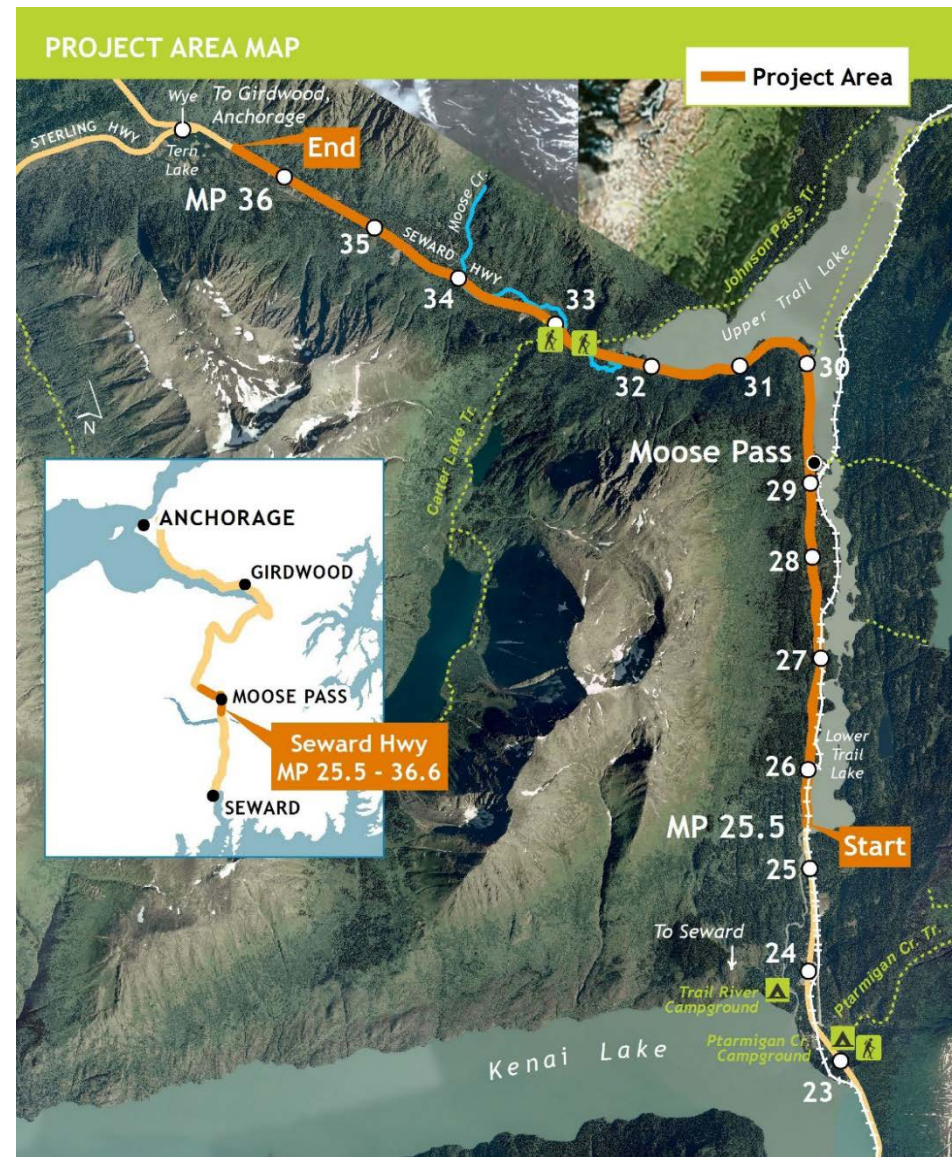 PROJECT AREA MAP
Project Area
Wye
To Girdwood,
Anchorage
STERLING HWY
Tern
Lake
End
MP 36
35
Moose Cr.
SEWARD HWY
34
33
Johnson Pass Tr.
Upper Trail Lake
32
31
30
N
Carter Lake Tr.
Moose Pass
29
28
27
Lower
Trail
Lake
26
MP 25.5
Start
25
ANCHORAGE
GIRDWOOD
MOOSE PASS
Seward Hwy
MP 25.5 - 36.6
SEWARD
To Seward
24
Trail River
Campground
Ptarmigan Cr. Tr.
Ptarmigan Cr.
Campground
Kenai Lake
23